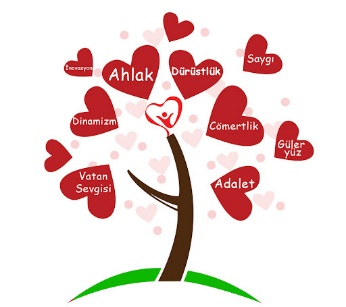 Saygı
İnovasyon
Ahlak
Dürüstlük
Dinamizm
Cömertlik
Güler
yüz
Vatan
Sevgisi
Adalet